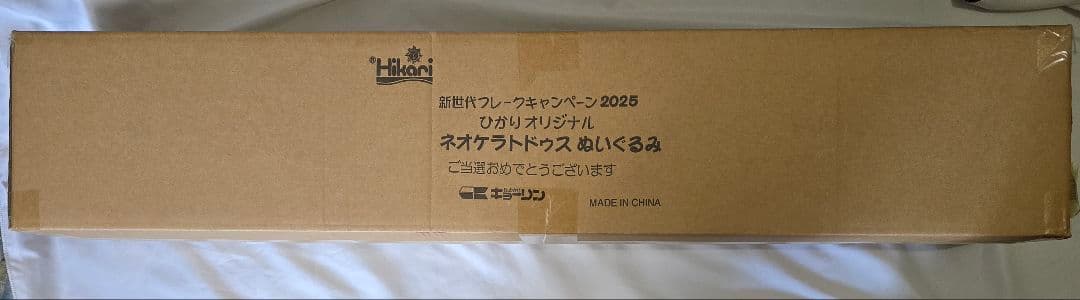 ®Hikari
新世代フレークキャンペーン2025
ひかりオリジナル
ネオケラトドゥス ぬいぐるみ
ご当選おめでとうございます
キョーリン
MADE IN CHINA